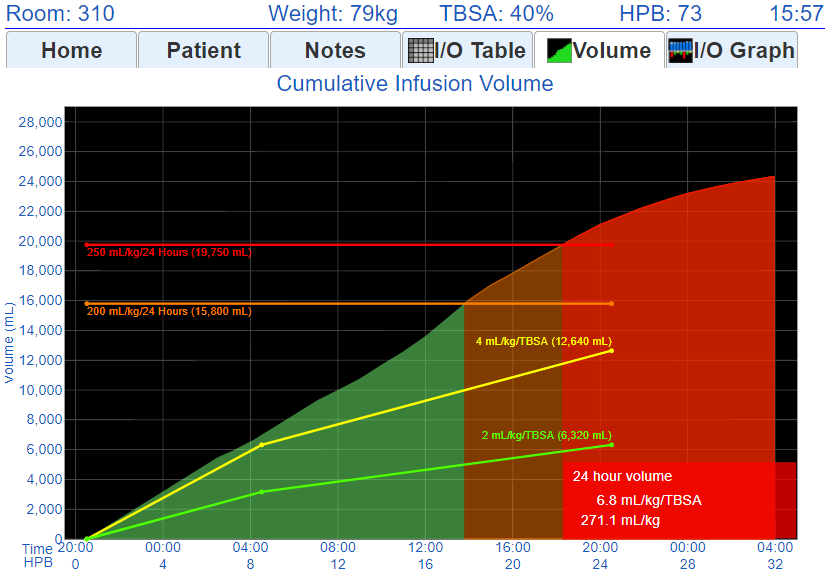 Room: 310 Weight: 79kg TBSA: 40% HPB: 73 15:57
Home Patient Notes I/O Table Volume I/O Graph
Cumulative Infusion Volume
28,000
26,000
24,000
22,000
20,000
250 mL/kg/24 Hours (19,750 mL)
18,000
16,000
200 mL/kg/24 Hours (15,800 mL)
14,000
4 mL/kg/TBSA (12,640 mL)
12,000
10,000
8,000
2 mL/kg/TBSA (6,320 mL)
6,000
4,000
2,000
0
Volume (mL)
24 hour volume
6.8 mL/kg/TBSA
271.1 mL/kg
Time 20:00 00:00 04:00 08:00 12:00 16:00 20:00 00:00 04:00
HPB 0 4 8 12 16 20 24 28 32